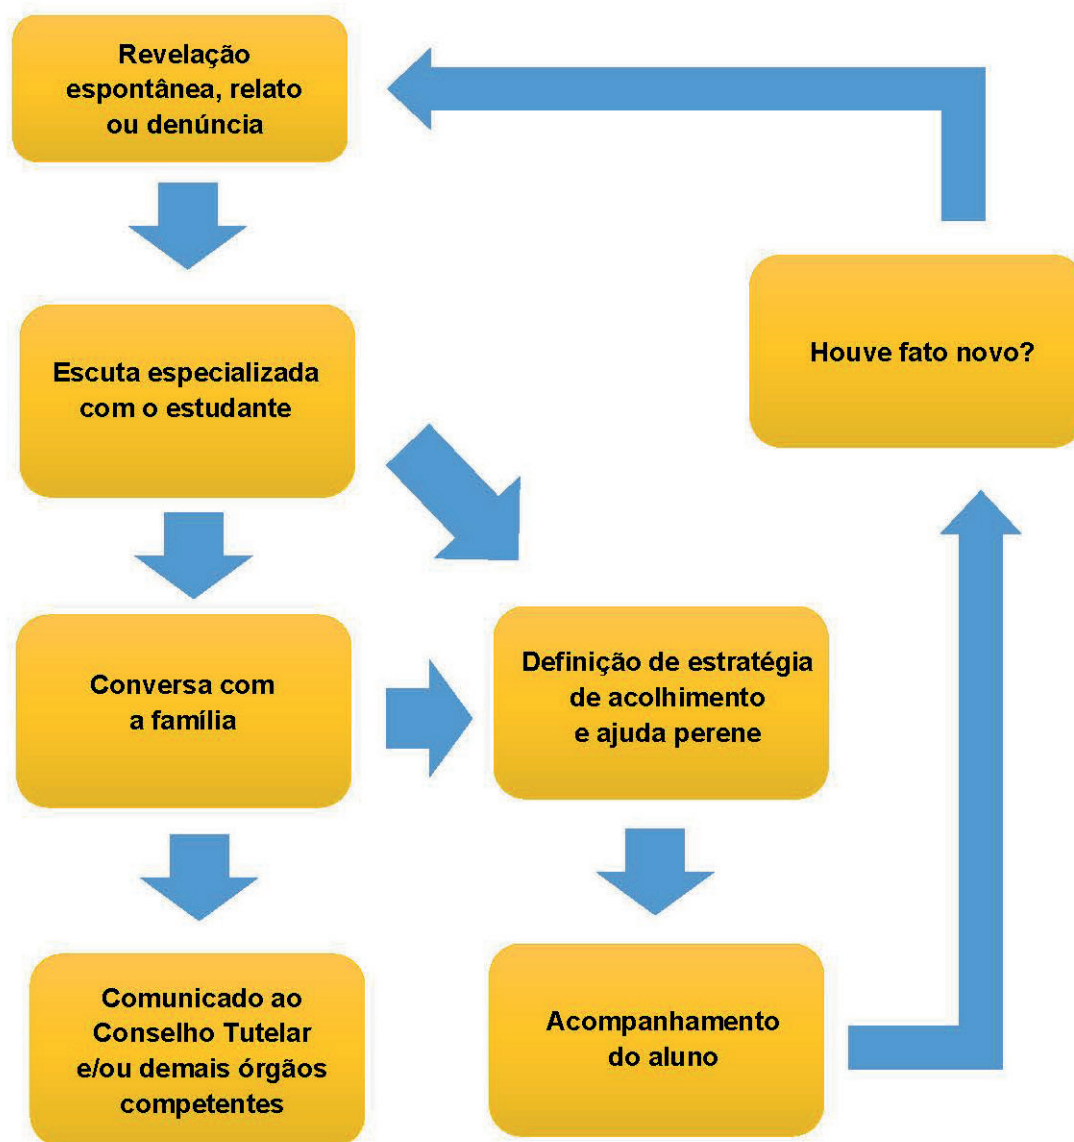 Revelação
espontânea, relato
ou denúncia
Houve fato novo?
Escuta especializada
com o estudante
Conversa com
a família
Definição de estratégia
de acolhimento
e ajuda perene
Comunicado ao
Conselho Tutelar
e/ou demais órgãos
competentes
Acompanhamento
do aluno